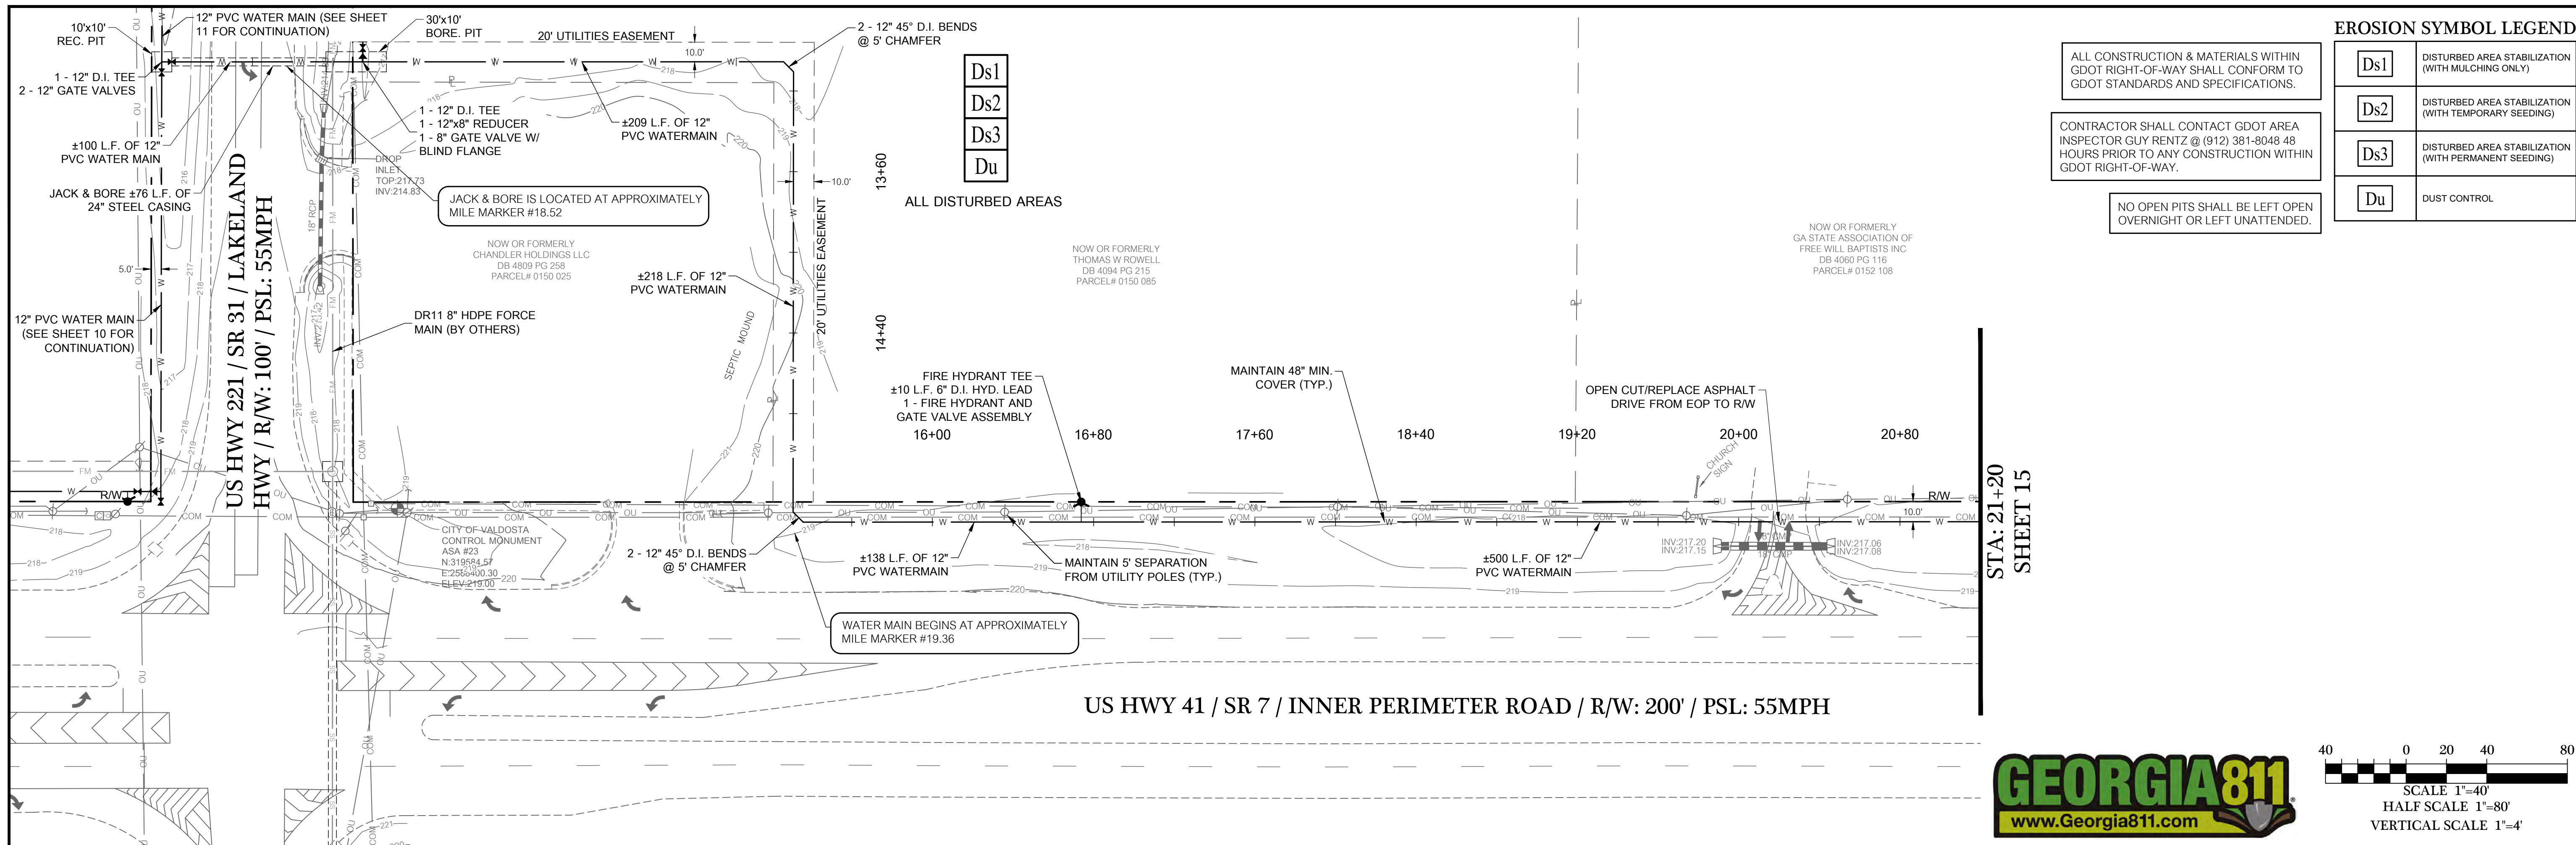 10'x10'
REC. PIT
12" PVC WATER MAIN (SEE SHEET
11 FOR CONTINUATION)
30'x10'
BORE. PIT
20' UTILITIES EASEMENT
10.0'
2 - 12" 45° D.I. BENDS
@ 5' CHAMFER
1 - 12" D.I. TEE
2 - 12" GATE VALVES
1 - 12" D.I. TEE
1 - 12"x8" REDUCER
1 - 8" GATE VALVE W/
BLIND FLANGE
±209 L.F. OF 12"
PVC WATERMAIN
±100 L.F. OF 12"
PVC WATER MAIN
DROP
INLET
TOP:217.73
INV:214.83
JACK & BORE ±76 L.F. OF
24" STEEL CASING
JACK & BORE IS LOCATED AT APPROXIMATELY
MILE MARKER #18.52
18" RCP
NOW OR FORMERLY
CHANDLER HOLDINGS LLC
DB 4809 PG 258
PARCEL# 0150 025
±218 L.F. OF 12"
PVC WATERMAIN
10.0'
20' UTILITIES EASEMENT
5.0'
12" PVC WATER MAIN
(SEE SHEET 10 FOR
CONTINUATION)
US HWY 221 / SR 31 / LAKELAND
HWY / R/W: 100' / PSL: 55MPH
DR11 8" HDPE FORCE
MAIN (BY OTHERS)
SEPTIC MOUND
Ds1
Ds2
Ds3
Du
ALL DISTURBED AREAS
13+60
14+40
NOW OR FORMERLY
THOMAS W ROWELL
DB 4094 PG 215
PARCEL# 0150 085
NOW OR FORMERLY
GA STATE ASSOCIATION OF
FREE WILL BAPTISTS INC
DB 4060 PG 116
PARCEL# 0152 108
FIRE HYDRANT TEE
±10 L.F. 6" D.I. HYD. LEAD
1 - FIRE HYDRANT AND
GATE VALVE ASSEMBLY
MAINTAIN 48" MIN.
COVER (TYP.)
OPEN CUT/REPLACE ASPHALT
DRIVE FROM EOP TO R/W
16+00
16+80
17+60
18+40
19+20
20+00
20+80
CHURCH
SIGN
R/W
R/W
10.0'
CITY OF VALDOSTA
CONTROL MONUMENT
ASA #23
ELEV:219.00
2 - 12" 45° D.I. BENDS
@ 5' CHAMFER
±138 L.F. OF 12"
PVC WATERMAIN
MAINTAIN 5' SEPARATION
FROM UTILITY POLES (TYP.)
±500 L.F. OF 12"
PVC WATERMAIN
INV:217.20
INV:217.15
INV:217.06
INV:217.08
WATER MAIN BEGINS AT APPROXIMATELY
MILE MARKER #19.36
US HWY 41 / SR 7 / INNER PERIMETER ROAD / R/W: 200' / PSL: 55MPH
STA: 21+20
SHEET 15
ALL CONSTRUCTION & MATERIALS WITHIN
GDOT RIGHT-OF-WAY SHALL CONFORM TO
GDOT STANDARDS AND SPECIFICATIONS.
CONTRACTOR SHALL CONTACT GDOT AREA
INSPECTOR GUY RENTZ @ (912) 381-8048 48
HOURS PRIOR TO ANY CONSTRUCTION WITHIN
GDOT RIGHT-OF-WAY.
NO OPEN PITS SHALL BE LEFT OPEN
OVERNIGHT OR LEFT UNATTENDED.
EROSION SYMBOL LEGEND
Ds1 DISTURBED AREA STABILIZATION
(WITH MULCHING ONLY)
Ds2 DISTURBED AREA STABILIZATION
(WITH TEMPORARY SEEDING)
Ds3 DISTURBED AREA STABILIZATION
(WITH PERMANENT SEEDING)
Du DUST CONTROL
GEORGIA811
www.Georgia811.com
40 0 20 40 80
SCALE 1"=40'
HALF SCALE 1"=80'
VERTICAL SCALE 1"=4'